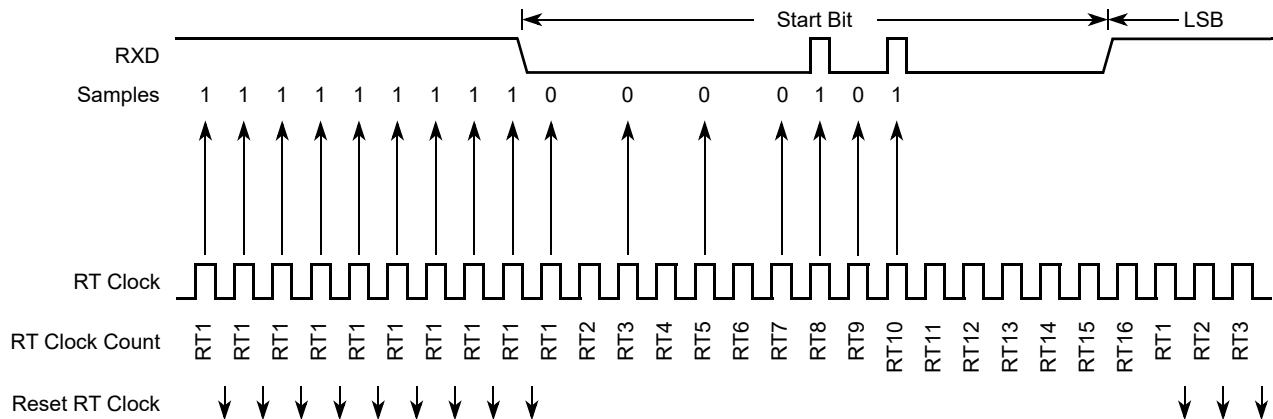 Start Bit LSB
RXD
Samples 1 1 1 1 1 1 1 1 1 0 0 0 0 1 0 1
RT Clock
RT Clock Count RT1 RT1 RT1 RT1 RT1 RT1 RT1 RT1 RT1 RT1 RT2 RT3 RT4 RT5 RT6 RT7 RT8 RT9 RT10 RT11 RT12 RT13 RT14 RT15 RT16 RT1 RT2 RT3
Reset RT Clock